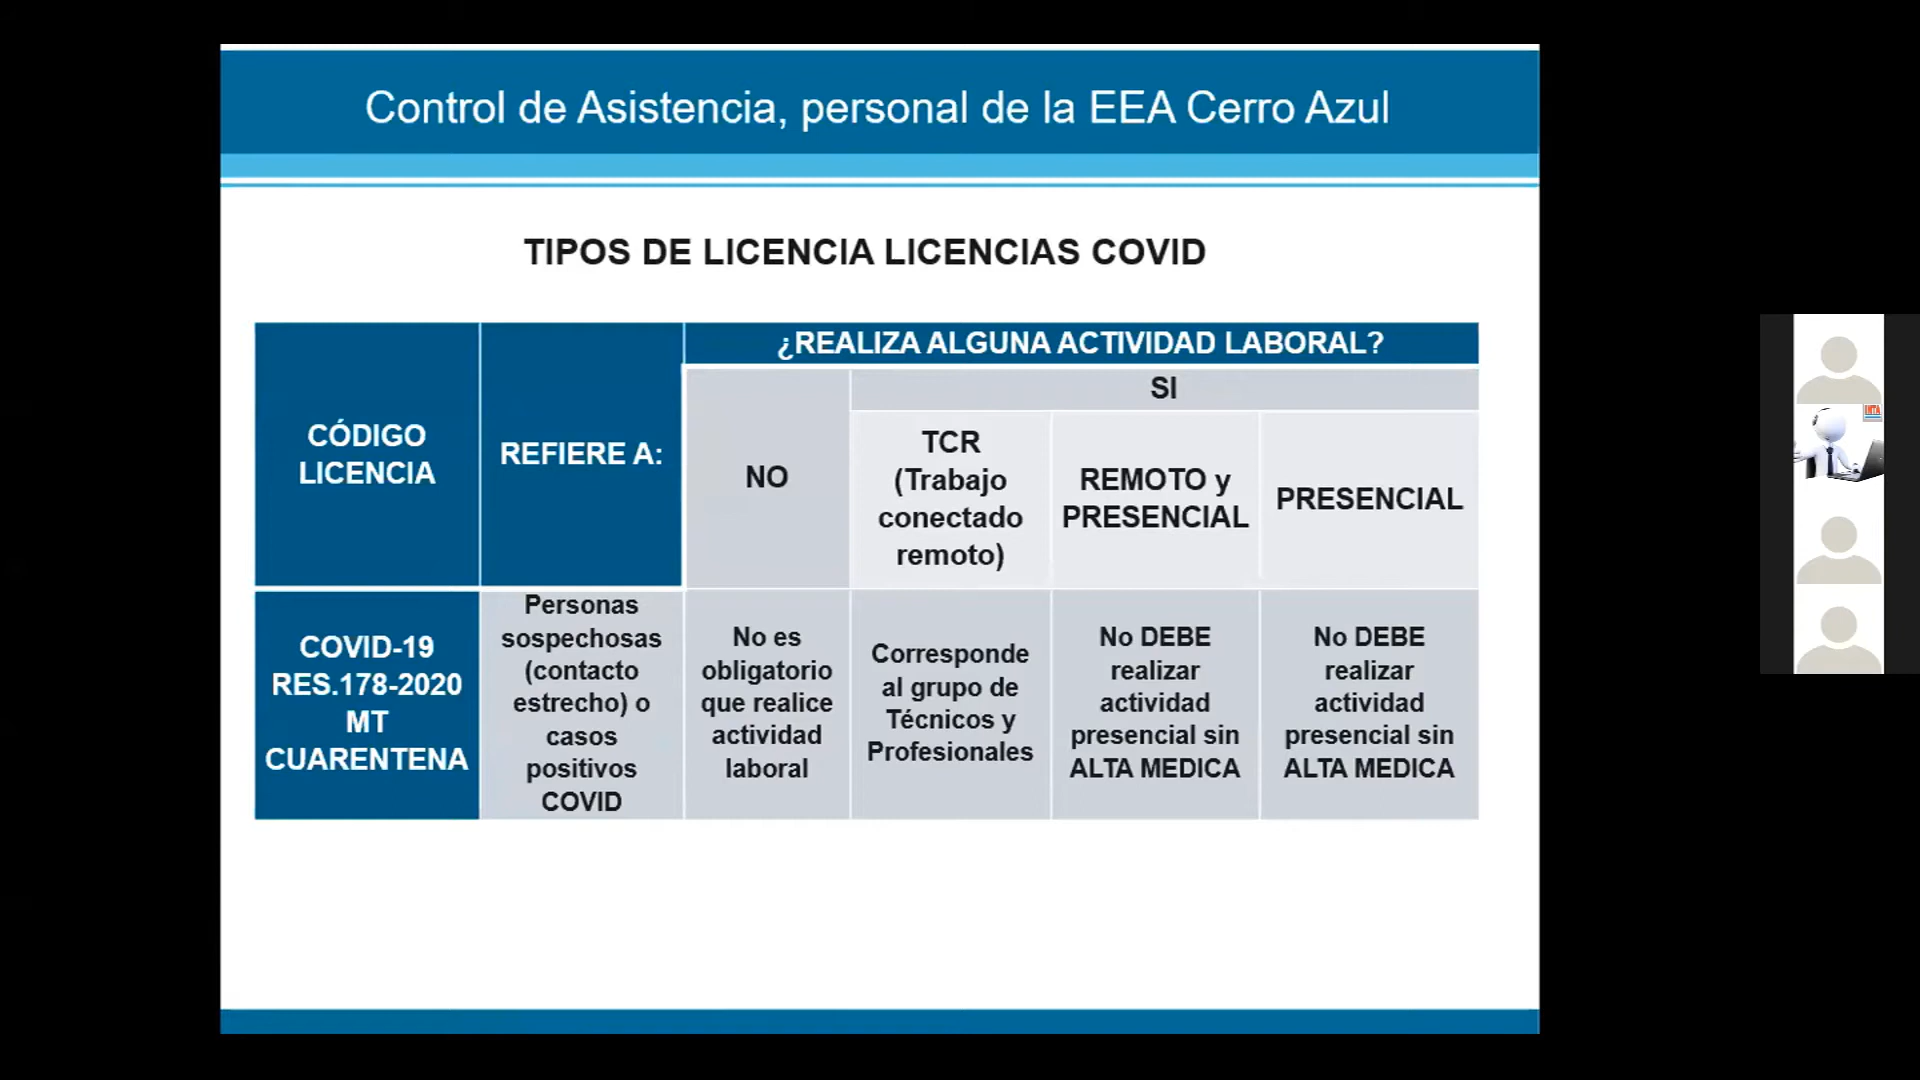 Control de Asistencia, personal de la EEA Cerro Azul
TIPOS DE LICENCIA LICENCIAS COVID
CÓDIGO
LICENCIA
REFIERE A:
¿REALIZA ALGUNA ACTIVIDAD LABORAL?
NO
SI
TCR
(Trabajo
conectado
remoto)
REMOTO y
PRESENCIAL
PRESENCIAL
COVID-19
RES.178-2020
MT
CUARENTENA
Personas
sospechosas
(contacto
estrecho) o
casos
positivos
COVID
No es
obligatorio
que realice
actividad
laboral
Corresponde
al grupo de
Técnicos y
Profesionales
No DEBE
realizar
actividad
presencial sin
ALTA MEDICA
No DEBE
realizar
actividad
presencial sin
ALTA MEDICA